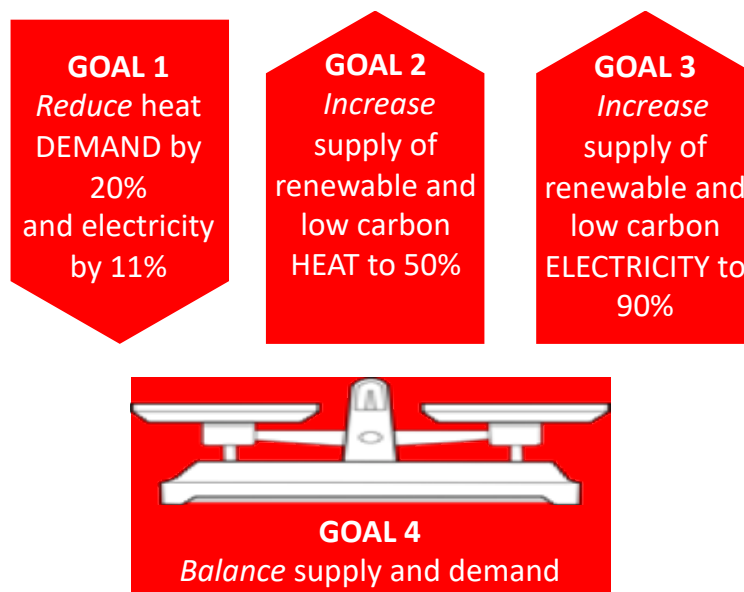 GOAL 1
Reduce heat
DEMAND by
20%
and electricity
by 11%
GOAL 2
Increase
supply of
renewable and
low carbon
HEAT to 50%
GOAL 3
Increase
supply of
renewable and
low carbon
ELECTRICITY to
90%
GOAL 4
Balance supply and demand